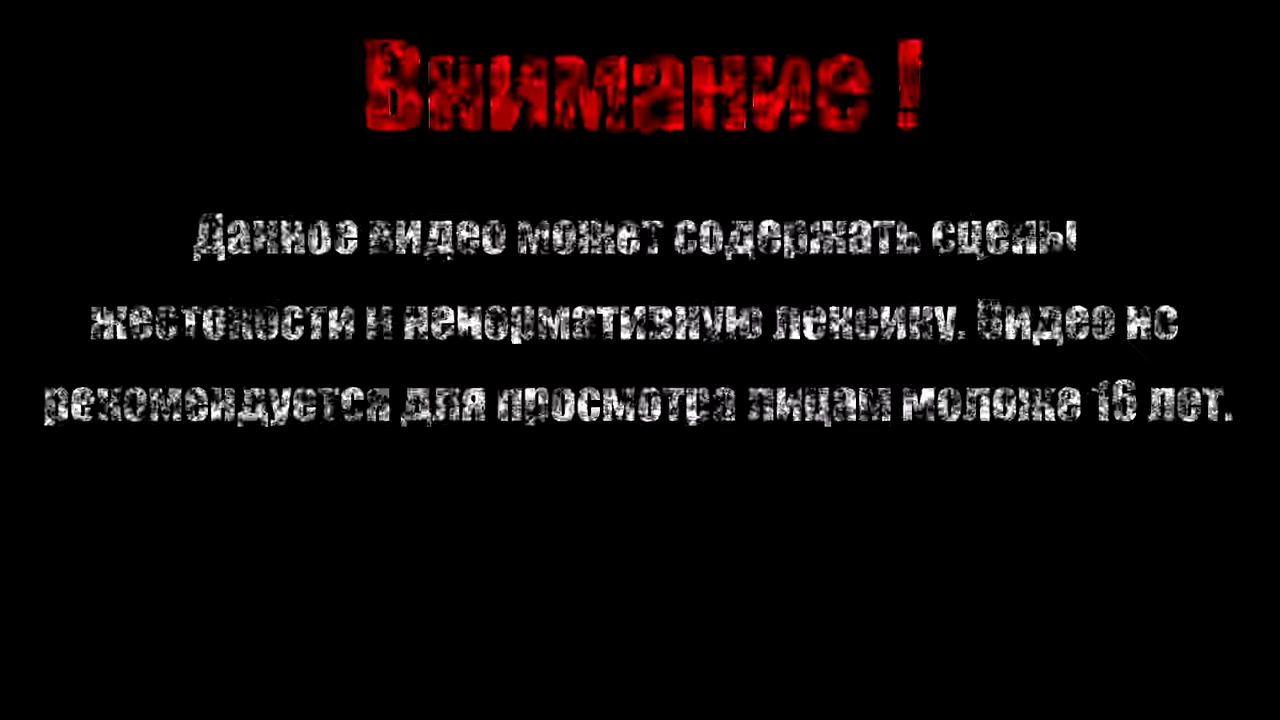 Внимание !
Данное видео может содержать сцены
жестокости и ненормативную лексику. Видео не
рекомендуется для просмотра лицам моложе 16 лет.